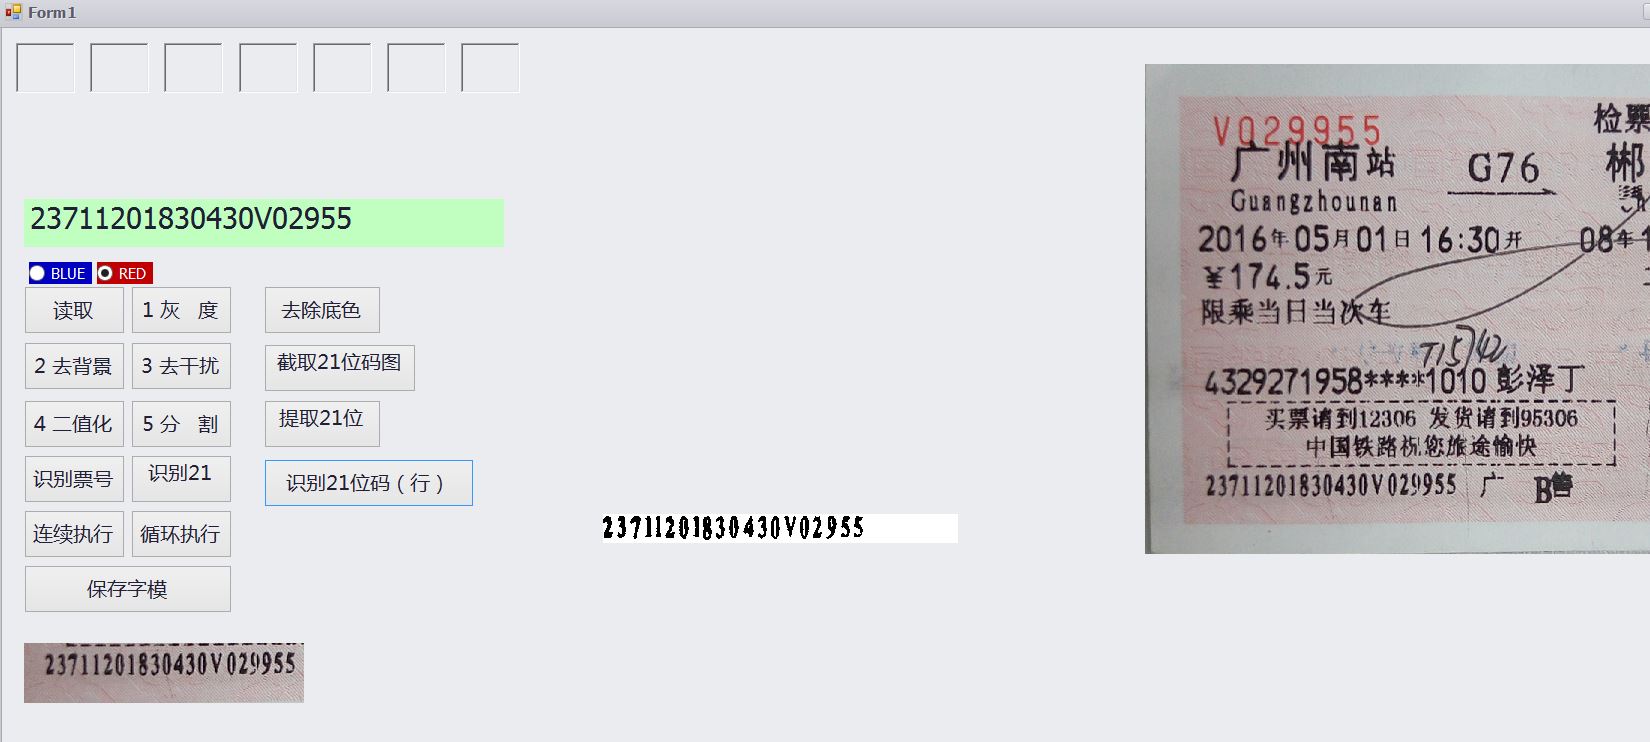 Form1
23711201830430V02955
BLUE RED
读取 1 灰 度 去除底色
2 去背景 3 去干扰 截取21位码图
4 二值化 5 分 割 提取21位
识别票号 识别21 识别21位码（行）
连续执行 循环执行
保存字模
23711201830430V02955
23711201830430V029955
检票
V029955
广州南站 G76 郴
Guangzhounan
2016年05月01日 16:30开 08车1
¥174.5元
限乘当日当次车
T15742
4329271958****1010 彭泽丁
买票请到12306 发货请到95306
中国铁路祝您旅途愉快
23711201830430V029955 广 B售